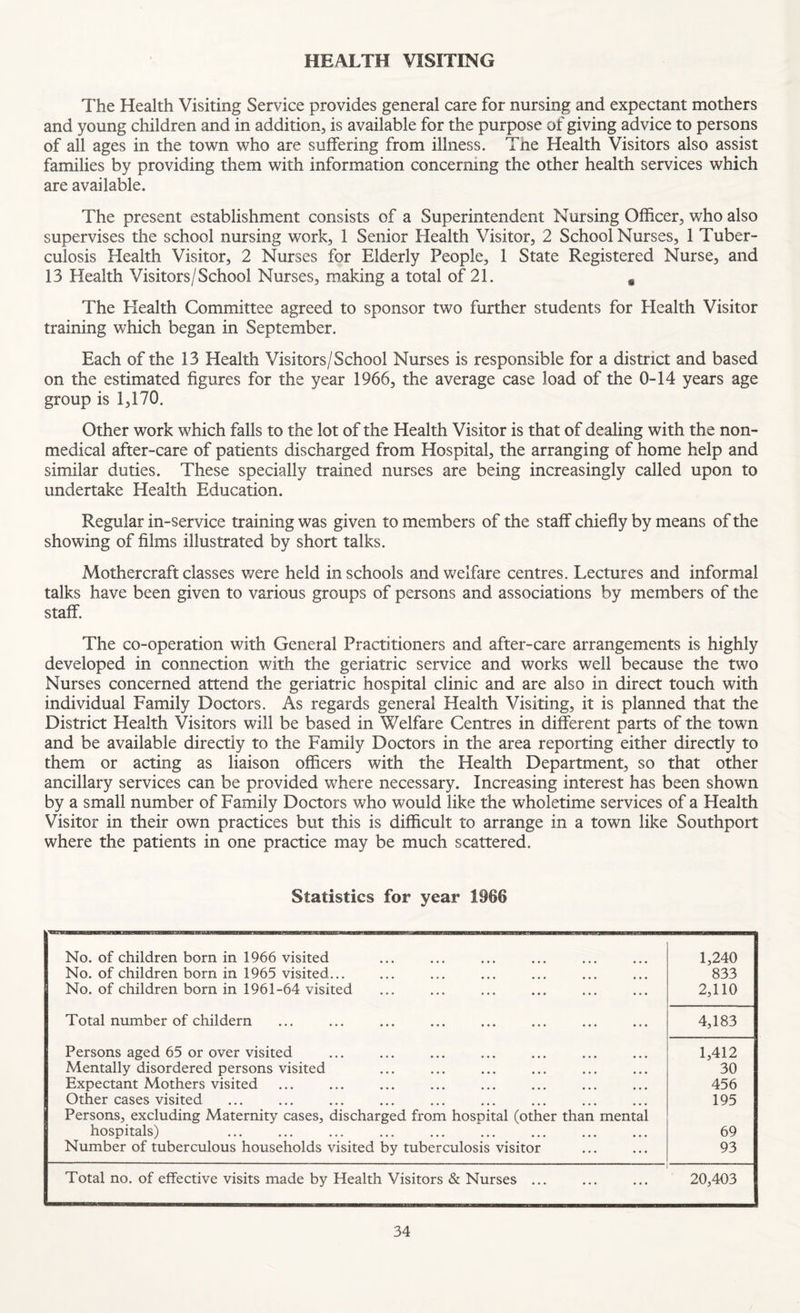 HEALTH VISITING
The Health Visiting Service provides general care for nursing and expectant mothers
and young children and in addition, is available for the purpose of giving advice to persons
of all ages in the town who are suffering from illness. The Health Visitors also assist
families by providing them with information concerning the other health services which
are available.
The present establishment consists of a Superintendent Nursing Officer, who also
supervises the school nursing work, 1 Senior Health Visitor, 2 School Nurses, 1 Tuber-
culosis Health Visitor, 2 Nurses for Elderly People, 1 State Registered Nurse, and
13 Health Visitors/School Nurses, making a total of 21.
The Health Committee agreed to sponsor two further students for Health Visitor
training which began in September.
Each of the 13 Health Visitors/School Nurses is responsible for a district and based
on the estimated figures for the year 1966, the average case load of the 0-14 years age
group is 1,170.
Other work which falls to the lot of the Health Visitor is that of dealing with the non-
medical after-care of patients discharged from Hospital, the arranging of home help and
similar duties. These specially trained nurses are being increasingly called upon to
undertake Health Education.
Regular in-service training was given to members of the staff chiefly by means of the
showing of films illustrated by short talks.
Mothercraft classes were held in schools and welfare centres. Lectures and informal
talks have been given to various groups of persons and associations by members of the
staff.
The co-operation with General Practitioners and after-care arrangements is highly
developed in connection with the geriatric service and works well because the two
Nurses concerned attend the geriatric hospital clinic and are also in direct touch with
individual Family Doctors. As regards general Health Visiting, it is planned that the
District Health Visitors will be based in Welfare Centres in different parts of the town
and be available directly to the Family Doctors in the area reporting either directly to
them or acting as liaison officers with the Health Department, so that other
ancillary services can be provided where necessary. Increasing interest has been shown
by a small number of Family Doctors who would like the wholetime services of a Health
Visitor in their own practices but this is difficult to arrange in a town like Southport
where the patients in one practice may be much scattered.
Statistics for year 1966
No. of children born in 1966 visited ... ... ... ... ... ... 1,240
No. of children born in 1965 visited... ... ... ... ... ... ... 833
No. of children born in 1961-64 visited ... ... ... ... ... ... 2,110
Total number of childern ... ... ... ... ... ... ... ... 4,183
Persons aged 65 or over visited ... ... ... ... ... ... ... 1,412
Mentally disordered persons visited ... ... ... ... ... ... 30
Expectant Mothers visited ... ... ... ... ... ... ... ... 456
Other cases visited ... ... ... ... ... ... ... ... ... 195
Persons, excluding Maternity cases, discharged from hospital (other than mental
hospitals) ... ... ... ... ... ... ... ... ... 69
Number of tuberculous households visited by tuberculosis visitor ... ... 93
Total no. of effective visits made by Health Visitors & Nurses ... ... ... 20,403
34